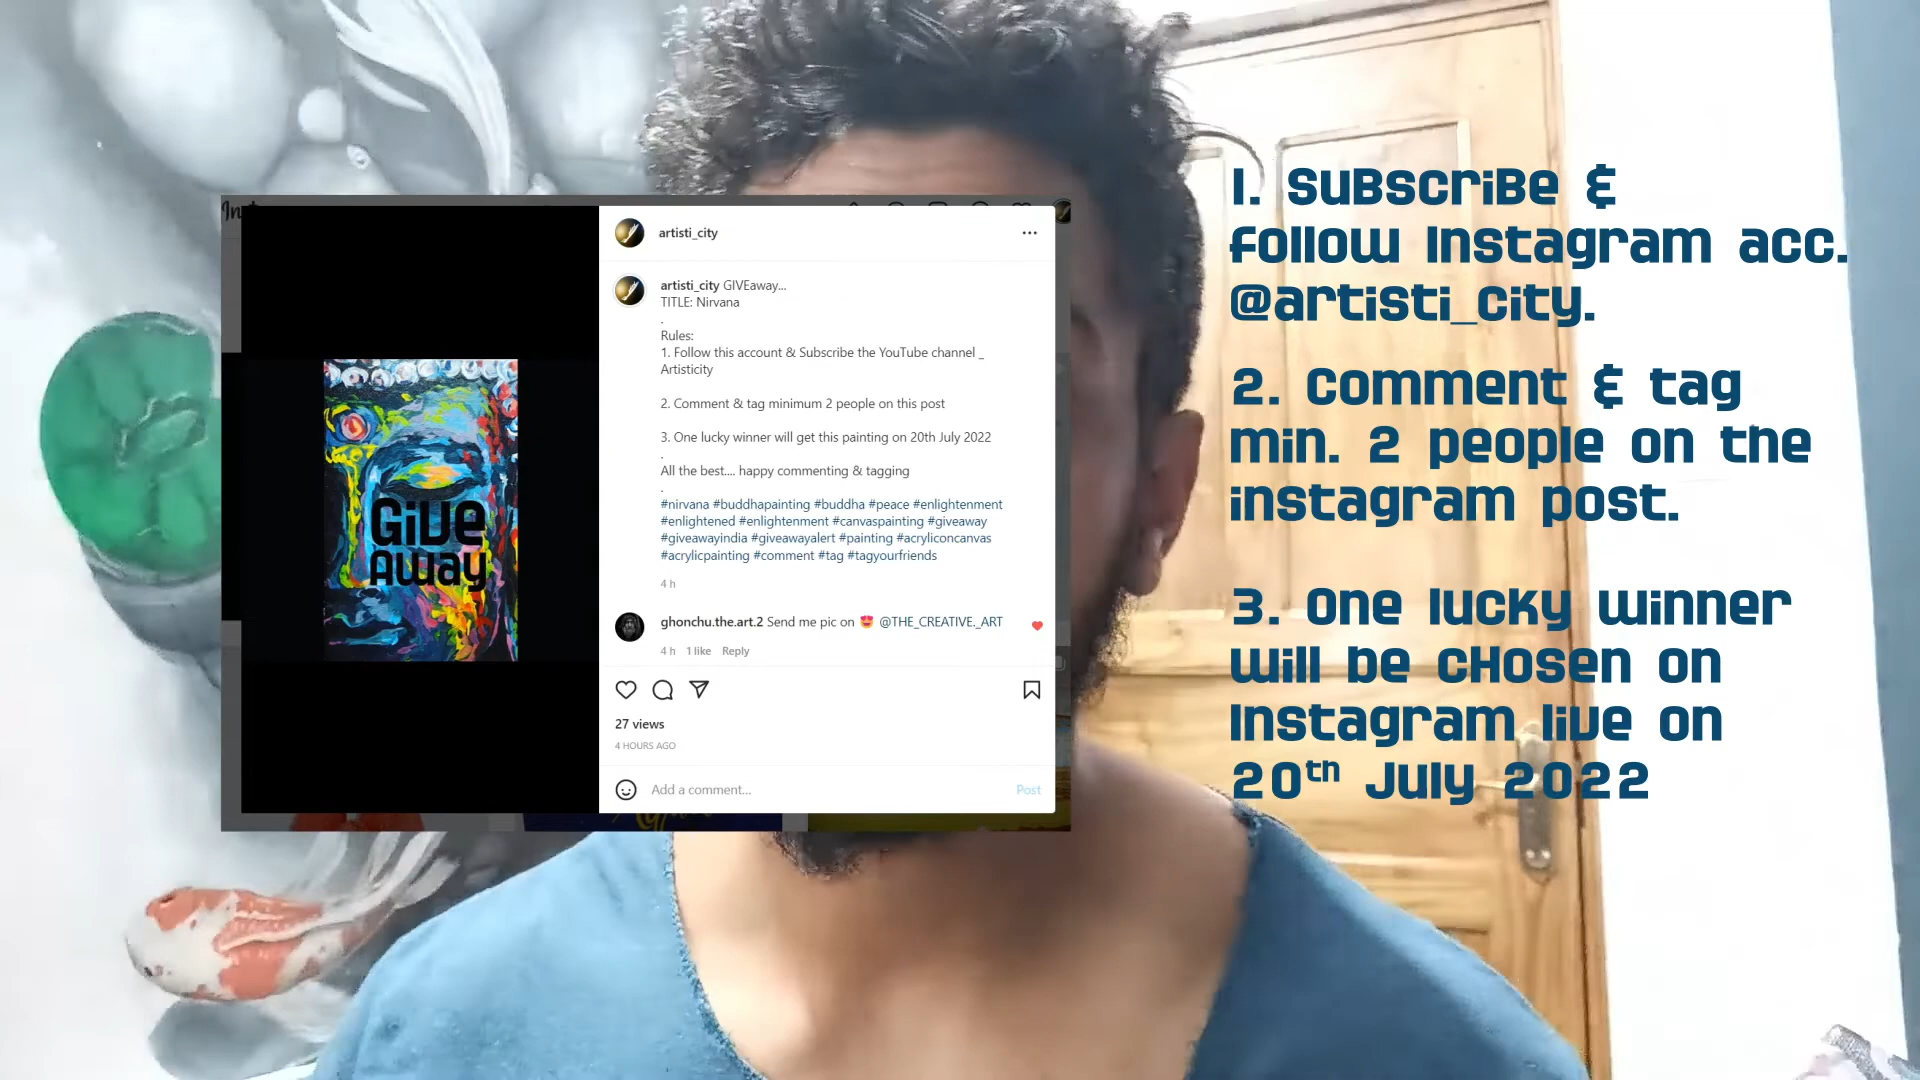 artisti_city
artisti_city GIVEaway...
TITLE: Nirvana
.
Rules:
1. Follow this account & Subscribe the YouTube channel _
Artisticity
2. Comment & tag minimum 2 people on this post
3. One lucky winner will get this painting on 20th July 2022
.
All the best.... happy commenting & tagging
.
#nirvana #buddhapainting #buddha #peace #enlightenment
#enlightened #enlightenment #canvaspainting #giveaway
#giveawayindia #giveawayalert #painting #acryliconcanvas
#acrylicpainting #comment #tag #tagyourfriends
4 h
ghonchu.the.art.2 Send me pic on 😍 @THE_CREATIVE._ART
4 h 1 like Reply
27 views
4 HOURS AGO
Add a comment... Post
Give
Away
1. Subscribe &
follow Instagram acc.
@artisti_city.
2. Comment & tag
min. 2 people on the
instagram post.
3. One lucky winner
will be chosen on
Instagram live on
20th July 2022